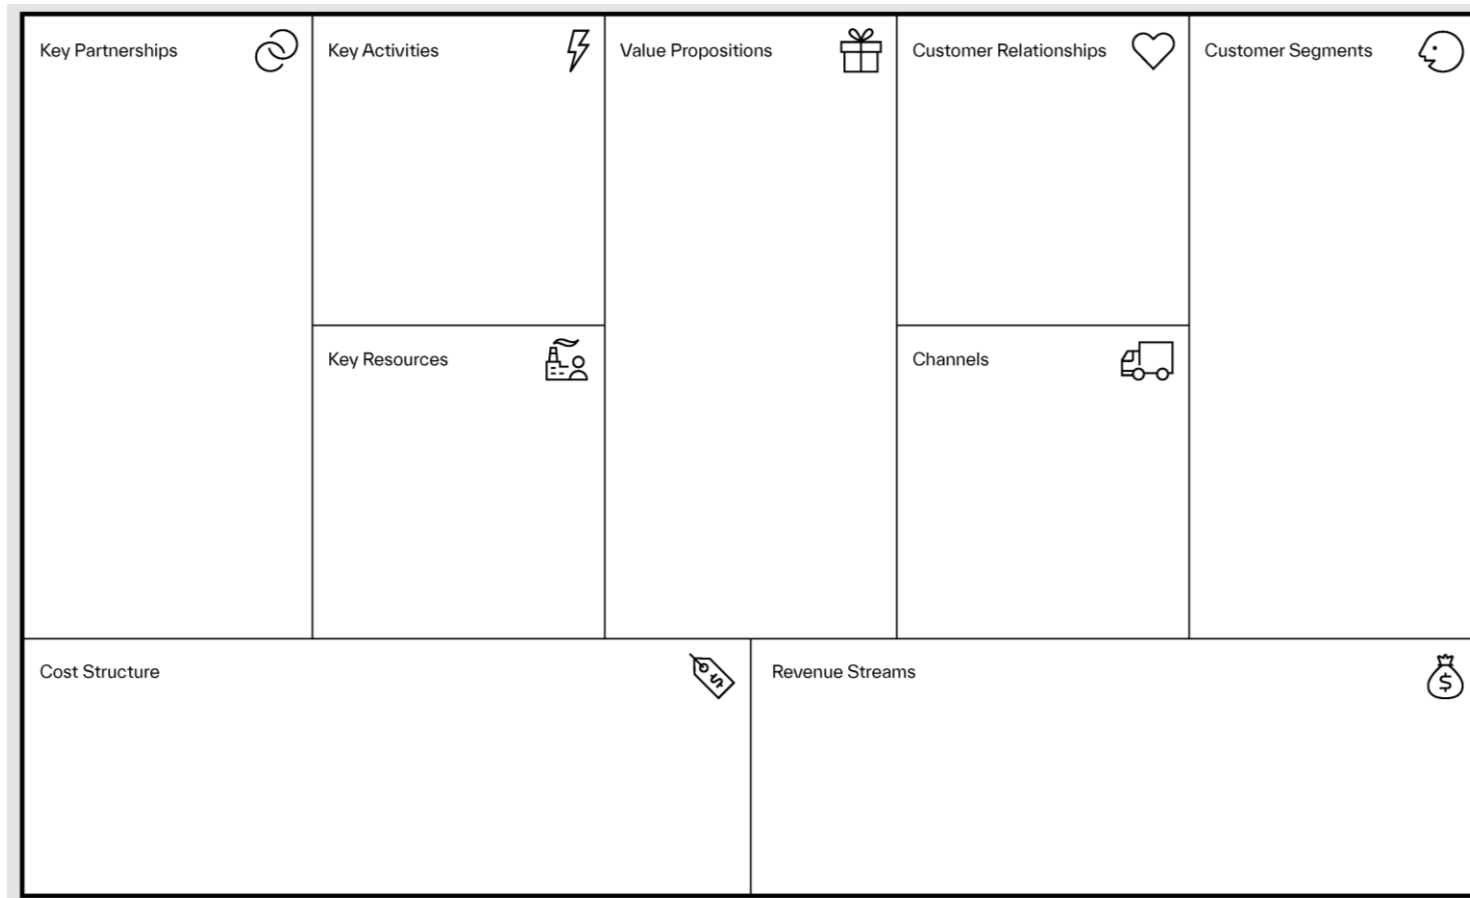 Key Partnerships
Key Activities
Value Propositions
Customer Relationships
Customer Segments
Key Resources
Channels
Cost Structure
$
Revenue Streams
$